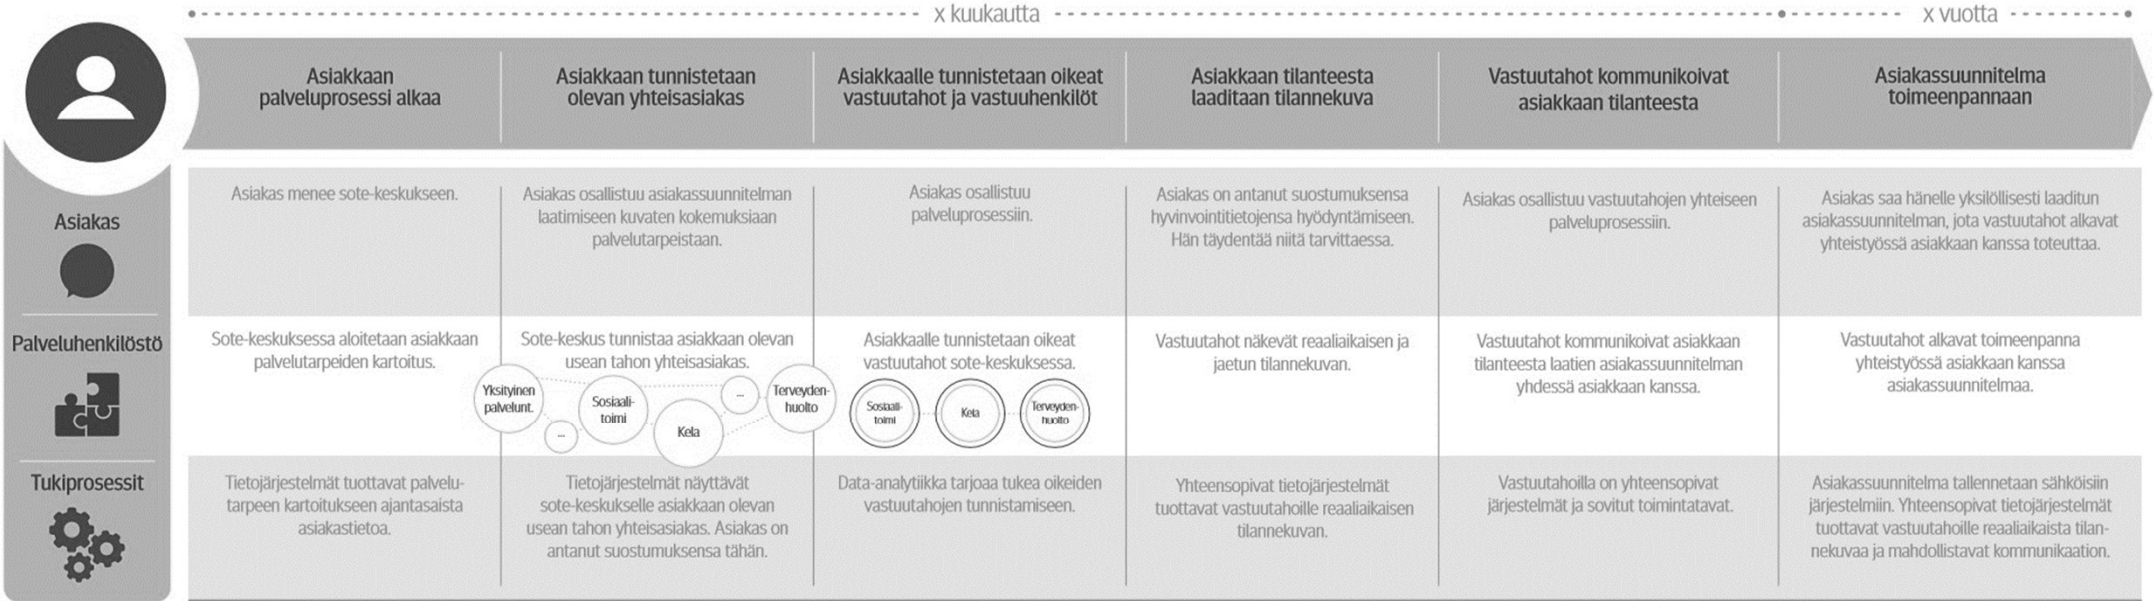 x kuukautta
x vuotta
Asiakkaan
palveluprosessi alkaa
Asiakkaan tunnistetaan
olevan yhteisasiakas
Asiakkaalle tunnistetaan oikeat
vastuutahot ja vastuuhenkilöt
Asiakkaan tilanteesta
laaditaan tilannekuva
Vastuutahot kommunikoivat
asiakkaan tilanteesta
Asiakassuunnitelma
toimeenpannaan
Asiakas
Asiakas menee sote-keskukseen.
Asiakas osallistuu asiakassuunnitelman
laatimiseen kuvaten kokemuksiaan
palvelutarpeistaan.
Asiakas osallistuu
palveluprosessiin.
Asiakas on antanut suostumuksensa
hyvinvointitietojensa hyödyntämiseen.
Hän täydentää niitä tarvittaessa.
Asiakas osallistuu vastuutahojen yhteiseen
palveluprosessiin.
Asiakas saa hänelle yksilöllisesti laaditun
asiakassuunnitelman, jota vastuutahot alkavat
yhteistyössä asiakkaan kanssa toteuttaa.
Palveluhenkilöstö
Sote-keskuksessa aloitetaan asiakkaan
palvelutarpeiden kartoitus.
Sote-keskus tunnistaa asiakkaan olevan
usean tahon yhteisasiakas.
Yksityinen
palvelunt.
...
Sosiaali-
toimi
Kela
...
Terveyden-
huolto
Asiakkaalle tunnistetaan oikeat
vastuutahot sote-keskuksessa.
Sosiaali-
toimi
Kela
Terveyden-
huolto
Vastuutahot näkevät reaaliaikaisen ja
jaetun tilannekuvan.
Vastuutahot kommunikoivat asiakkaan
tilanteesta laatien asiakassuunnitelman
yhdessä asiakkaan kanssa.
Vastuutahot alkavat toimeenpanna
yhteistyössä asiakkaan kanssa
asiakassuunnitelmaa.
Tukiprosessit
Tietojärjestelmät tuottavat palvelu-
tarpeen kartoitukseen ajantasaista
asiakastietoa.
Tietojärjestelmät näyttävät
sote-keskukselle asiakkaan olevan
usean tahon yhteisasiakas. Asiakas on
antanut suostumuksensa tähän.
Data-analytiikka tarjoaa tukea oikeiden
vastuutahojen tunnistamiseen.
Yhteensopivat tietojärjestelmät
tuottavat vastuutahoille reaaliaikaisen
tilannekuvan.
Vastuutahoilla on yhteensopivat
järjestelmät ja sovitut toimintatavat.
Asiakassuunnitelma tallennetaan sähköisiin
järjestelmiin. Yhteensopivat tietojärjestelmät
tuottavat vastuutahoille reaaliaikaista tilan-
nekuvaa ja mahdollistavat kommunikaation.